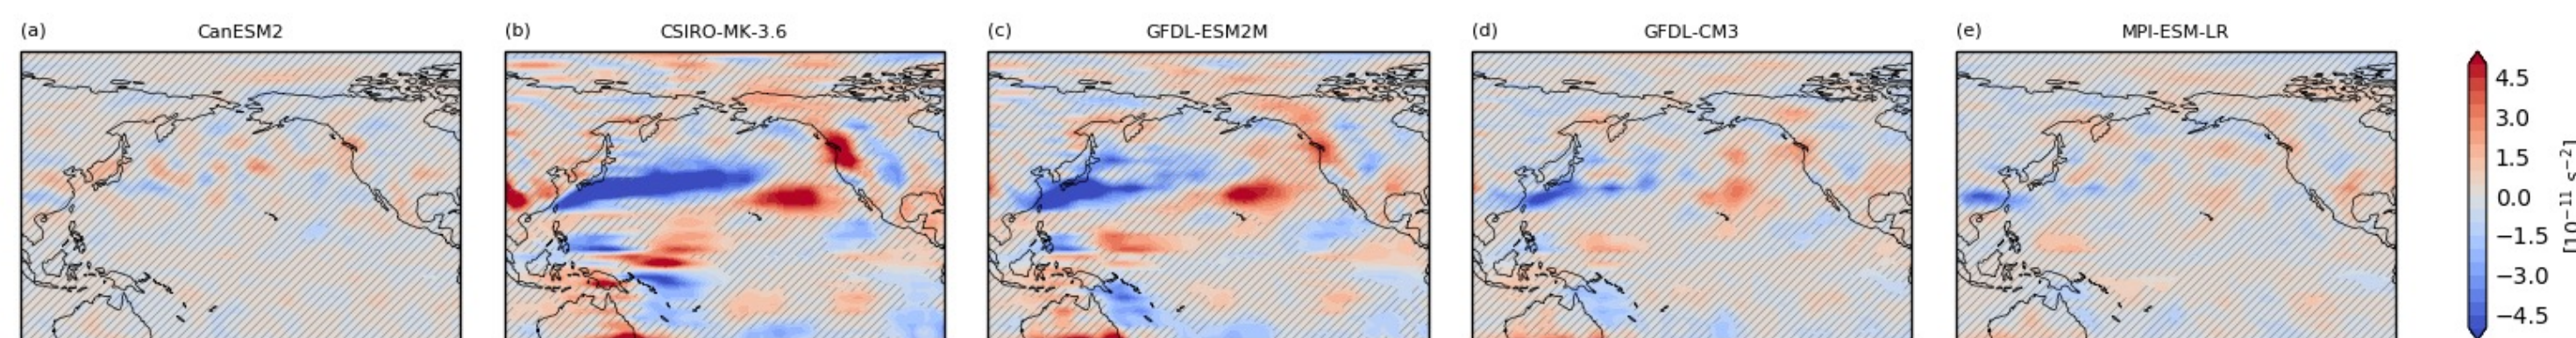 (a) CanESM2
(b) CSIRO-MK-3.6
(c) GFDL-ESM2M
(d) GFDL-CM3
(e) MPI-ESM-LR
4.5
3.0
1.5
0.0
−1.5
−3.0
−4.5
[10⁻¹¹ s⁻²]